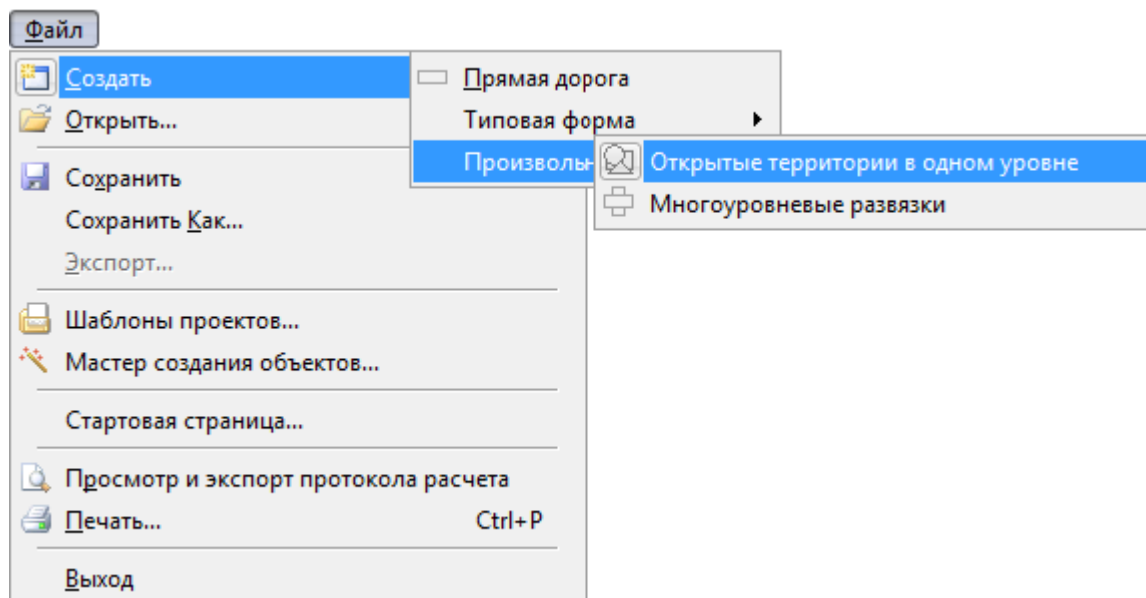 Файл
Создать
Прямая дорога
Открыть...
Типовая форма
Открытые территории в одном уровне
Сохранить
Многоуровневые развязки
Сохранить Как...
Экспорт...
Шаблоны проектов...
Мастер создания объектов...
Стартовая страница...
Просмотр и экспорт протокола расчета
Печать... Ctrl+P
Выход